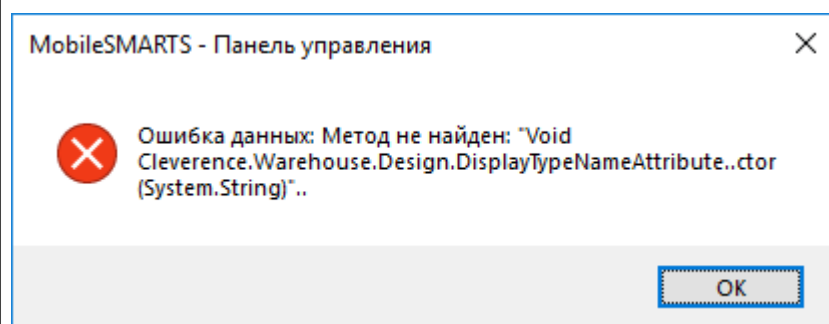 MobileSMARTS - Панель управления
Ошибка данных: Метод не найден: "Void
Cleverence.Warehouse.Design.DisplayTypeNameAttribute..ctor
(System.String)"..
OK